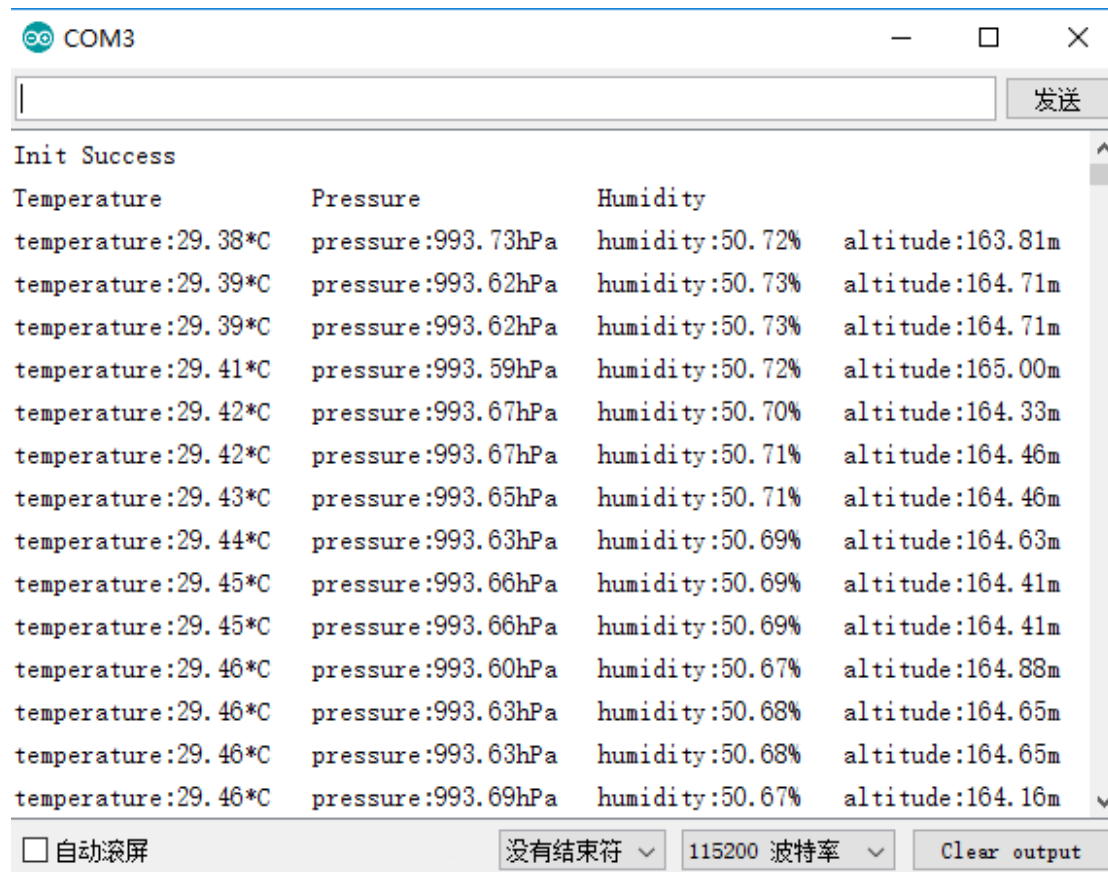 COM3
发送
Init Success
Temperature Pressure Humidity
temperature:29.38*C pressure:993.73hPa humidity:50.72% altitude:163.81m
temperature:29.39*C pressure:993.62hPa humidity:50.73% altitude:164.71m
temperature:29.39*C pressure:993.62hPa humidity:50.73% altitude:164.71m
temperature:29.41*C pressure:993.59hPa humidity:50.72% altitude:165.00m
temperature:29.42*C pressure:993.67hPa humidity:50.70% altitude:164.33m
temperature:29.42*C pressure:993.67hPa humidity:50.71% altitude:164.46m
temperature:29.43*C pressure:993.65hPa humidity:50.71% altitude:164.46m
temperature:29.44*C pressure:993.63hPa humidity:50.69% altitude:164.63m
temperature:29.45*C pressure:993.66hPa humidity:50.69% altitude:164.41m
temperature:29.45*C pressure:993.66hPa humidity:50.69% altitude:164.41m
temperature:29.46*C pressure:993.60hPa humidity:50.67% altitude:164.88m
temperature:29.46*C pressure:993.63hPa humidity:50.68% altitude:164.65m
temperature:29.46*C pressure:993.63hPa humidity:50.68% altitude:164.65m
temperature:29.46*C pressure:993.69hPa humidity:50.67% altitude:164.16m
自动滚屏 没有结束符 115200 波特率 Clear output